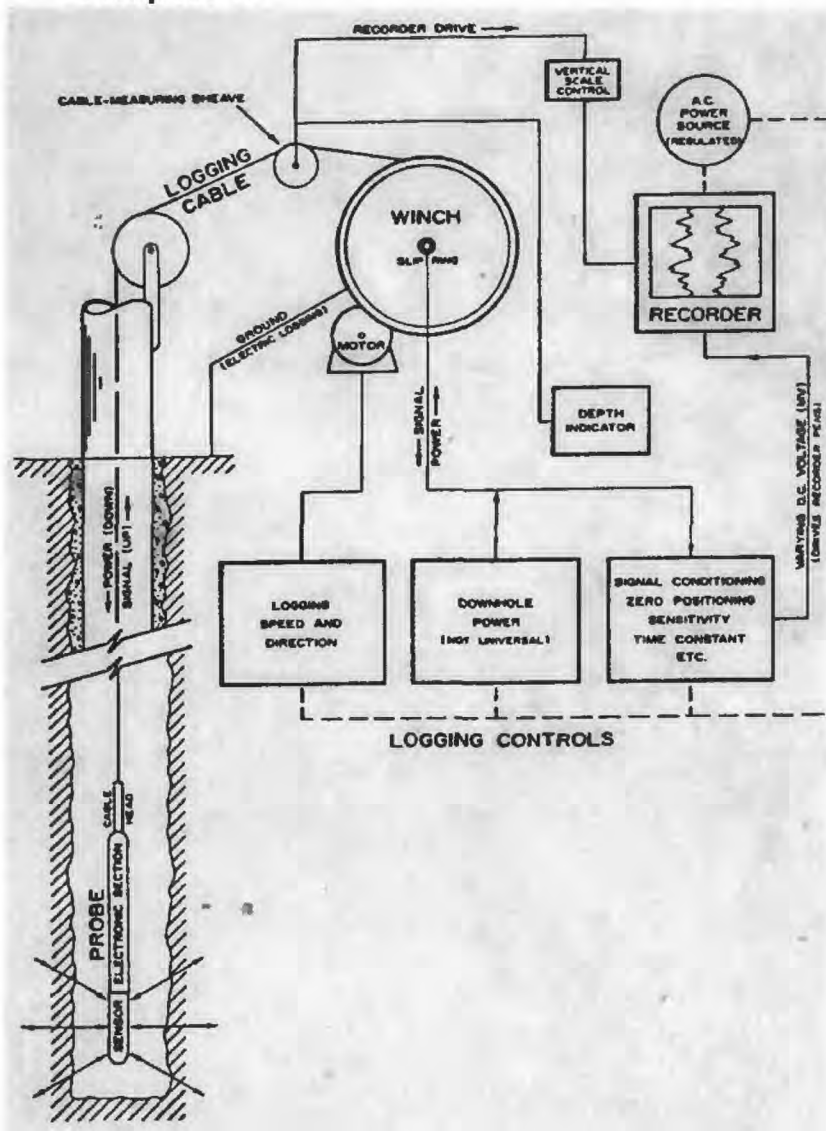 RECORDER DRIVE
VERTICAL
SCALE
CONTROL
A.C.
POWER
SOURCE
(REGULATED)
CABLE-MEASURING SHEAVE
LOGGING
CABLE
WINCH
SLIP RING
RECORDER
GROUND
(ELECTRIC LOGGING)
MOTOR
SIGNAL
POWER
DEPTH
INDICATOR
VARYING D.C. VOLTAGE (MV)
(DRIVES RECORDER PENS)
POWER (DOWN)
SIGNAL (UP)
LOGGING
SPEED AND
DIRECTION
DOWNHOLE
POWER
(NOT UNIVERSAL)
SIGNAL CONDITIONING
ZERO POSITIONING
SENSITIVITY
TIME CONSTANT
ETC.
LOGGING CONTROLS
CABLE
HEAD
PROBE
ELECTRONIC SECTION
SENSOR